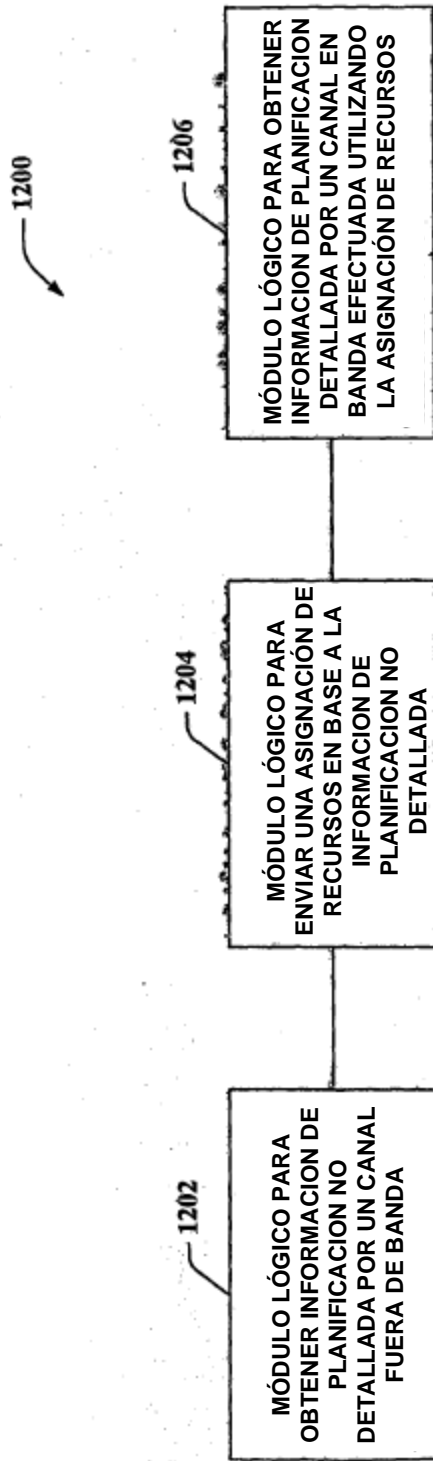 1200
1202
MÓDULO LÓGICO PARA
OBTENER INFORMACION DE
PLANIFICACION NO
DETALLADA POR UN CANAL
FUERA DE BANDA
1204
MÓDULO LÓGICO PARA
ENVIAR UNA ASIGNACIÓN DE
RECURSOS EN BASE A LA
INFORMACION DE
PLANIFICACION NO
DETALLADA
1206
MÓDULO LÓGICO PARA OBTENER
INFORMACION DE PLANIFICACION
DETALLADA POR UN CANAL EN
BANDA EFECTUADA UTILIZANDO
LA ASIGNACIÓN DE RECURSOS